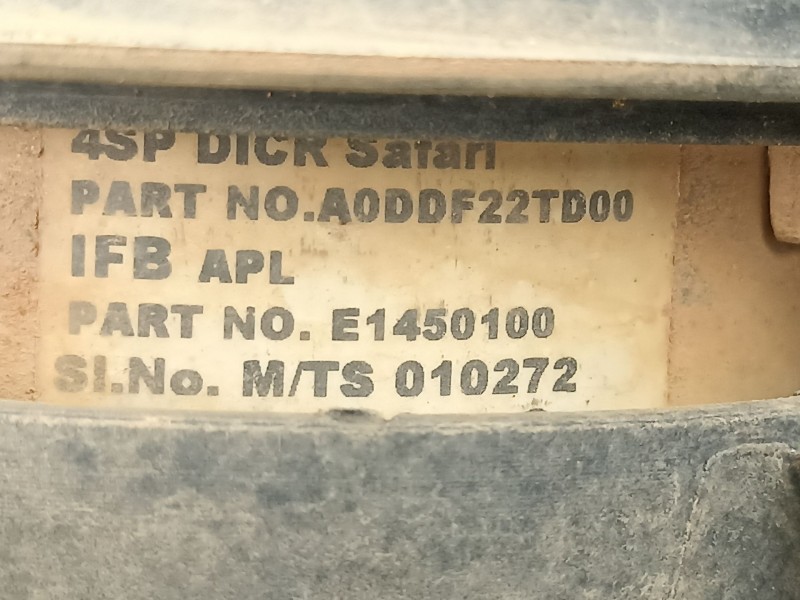 4SP DICR Safari
PART NO.A0DDF22TD00
IFB APL
PART NO. E1450100
Sl.No. M/TS 010272